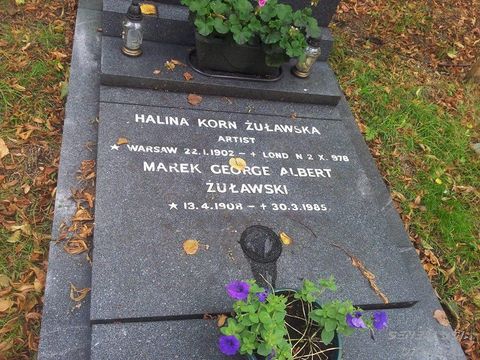 HALINA KORN ŻUŁAWSKA
ARTIST
★ WARSAW 22.1.1902 - + LONDON 2 X. 978
MAREK GEORGE ALBERT
ŻUŁAWSKI
★ 13.4.1908 - + 30.3.1985